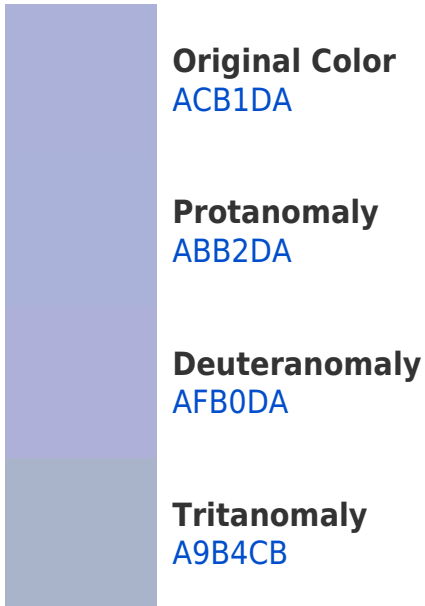 Original Color
ACB1DA
Protanomaly
ABB2DA
Deuteranomaly
AFB0DA
Tritanomaly
A9B4CB